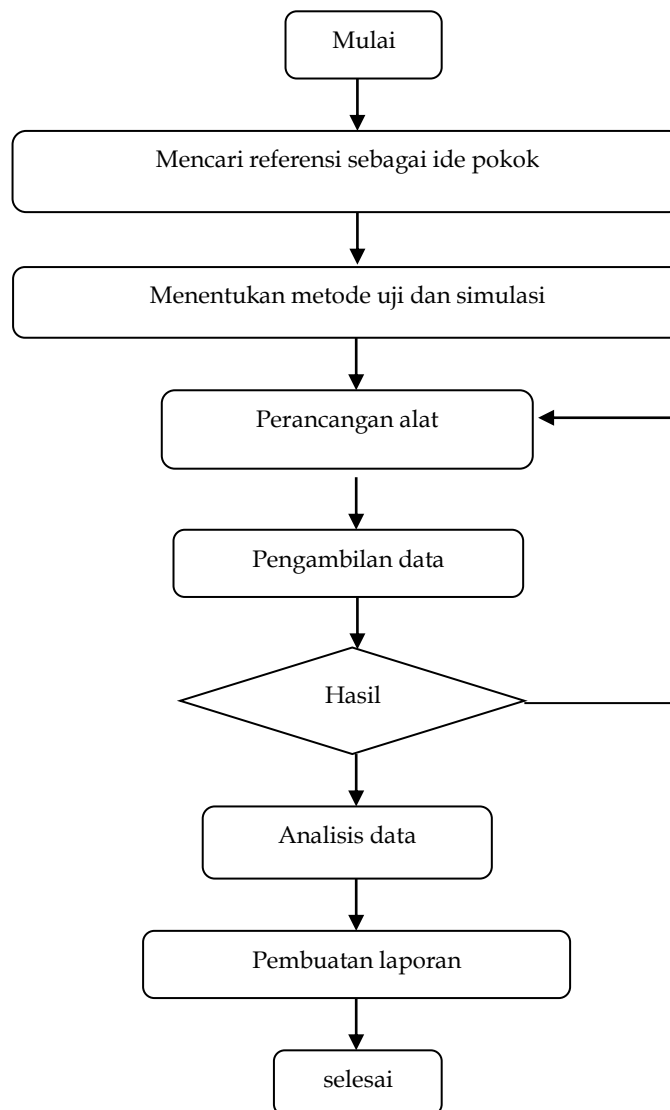 Mulai
Mencari referensi sebagai ide pokok
Menentukan metode uji dan simulasi
Perancangan alat
Pengambilan data
Hasil
Analisis data
Pembuatan laporan
selesai